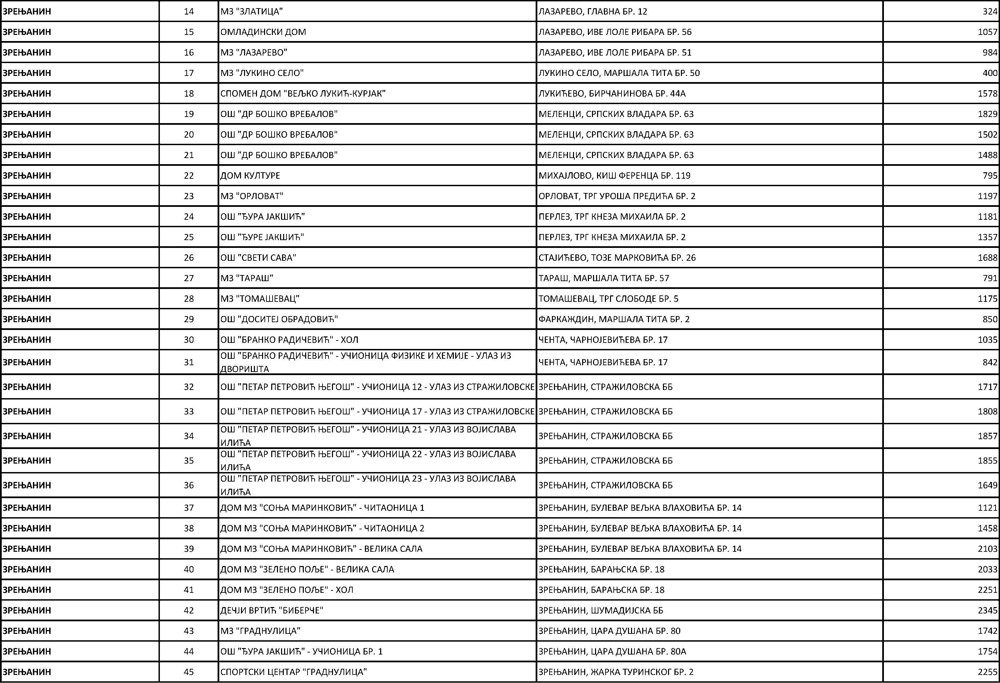 ЗРЕЊАНИН 14 МЗ "ЗЛАТИЦА" ЛАЗАРЕВО, ГЛАВНА БР. 12 324
ЗРЕЊАНИН 15 ОМЛАДИНСКИ ДОМ ЛАЗАРЕВО, ИВЕ ЛОЛЕ РИБАРА БР. 56 1057
ЗРЕЊАНИН 16 МЗ "ЛАЗАРЕВО" ЛАЗАРЕВО, ИВЕ ЛОЛЕ РИБАРА БР. 51 984
ЗРЕЊАНИН 17 МЗ "ЛУКИНО СЕЛО" ЛУКИНО СЕЛО, МАРШАЛА ТИТА БР. 50 400
ЗРЕЊАНИН 18 СПОМЕН ДОМ "ВЕЉКО ЛУКИЋ-КУРЈАК" ЛУКИЋЕВО, БИРЧАНИНОВА БР. 44А 1578
ЗРЕЊАНИН 19 ОШ "ДР БОШКО ВРЕБАЛОВ" МЕЛЕНЦИ, СРПСКИХ ВЛАДАРА БР. 63 1829
ЗРЕЊАНИН 20 ОШ "ДР БОШКО ВРЕБАЛОВ" МЕЛЕНЦИ, СРПСКИХ ВЛАДАРА БР. 63 1502
ЗРЕЊАНИН 21 ОШ "ДР БОШКО ВРЕБАЛОВ" МЕЛЕНЦИ, СРПСКИХ ВЛАДАРА БР. 63 1488
ЗРЕЊАНИН 22 ДОМ КУЛТУРЕ МИХАЈЛОВО, КИШ ФЕРЕНЦА БР. 119 795
ЗРЕЊАНИН 23 МЗ "ОРЛОВАТ" ОРЛОВАТ, ТРГ УРОША ПРЕДИЋА БР. 2 1197
ЗРЕЊАНИН 24 ОШ "ЂУРА ЈАКШИЋ" ПЕРЛЕЗ, ТРГ КНЕЗА МИХАИЛА БР. 2 1181
ЗРЕЊАНИН 25 ОШ "ЂУРЕ ЈАКШИЋ" ПЕРЛЕЗ, ТРГ КНЕЗА МИХАИЛА БР. 2 1357
ЗРЕЊАНИН 26 ОШ "СВЕТИ САВА" СТАЈИЋЕВО, ТОЗЕ МАРКОВИЋА БР. 26 1688
ЗРЕЊАНИН 27 МЗ "ТАРАШ" ТАРАШ, МАРШАЛА ТИТА БР. 57 791
ЗРЕЊАНИН 28 МЗ "ТОМАШЕВАЦ" ТОМАШЕВАЦ, ТРГ СЛОБОДЕ БР. 5 1175
ЗРЕЊАНИН 29 ОШ "ДОСИТЕЈ ОБРАДОВИЋ" ФАРКАЖДИН, МАРШАЛА ТИТА БР. 2 850
ЗРЕЊАНИН 30 ОШ "БРАНКО РАДИЧЕВИЋ" - ХОЛ ЧЕНТА, ЧАРНОЈЕВИЋЕВА БР. 17 1035
ЗРЕЊАНИН 31 ОШ "БРАНКО РАДИЧЕВИЋ" - УЧИОНИЦА ФИЗИКЕ И ХЕМИЈЕ - УЛАЗ ИЗ
ДВОРИШТА ЧЕНТА, ЧАРНОЈЕВИЋЕВА БР. 17 842
ЗРЕЊАНИН 32 ОШ "ПЕТАР ПЕТРОВИЋ ЊЕГОШ" - УЧИОНИЦА 12 - УЛАЗ ИЗ СТРАЖИЛОВСКЕ ЗРЕЊАНИН, СТРАЖИЛОВСКА ББ 1717
ЗРЕЊАНИН 33 ОШ "ПЕТАР ПЕТРОВИЋ ЊЕГОШ" - УЧИОНИЦА 17 - УЛАЗ ИЗ СТРАЖИЛОВСКЕ ЗРЕЊАНИН, СТРАЖИЛОВСКА ББ 1808
ЗРЕЊАНИН 34 ОШ "ПЕТАР ПЕТРОВИЋ ЊЕГОШ" - УЧИОНИЦА 21 - УЛАЗ ИЗ ВОЈИСЛАВА
ИЛИЋА ЗРЕЊАНИН, СТРАЖИЛОВСКА ББ 1857
ЗРЕЊАНИН 35 ОШ "ПЕТАР ПЕТРОВИЋ ЊЕГОШ" - УЧИОНИЦА 22 - УЛАЗ ИЗ ВОЈИСЛАВА
ИЛИЋА ЗРЕЊАНИН, СТРАЖИЛОВСКА ББ 1855
ЗРЕЊАНИН 36 ОШ "ПЕТАР ПЕТРОВИЋ ЊЕГОШ" - УЧИОНИЦА 23 - УЛАЗ ИЗ ВОЈИСЛАВА
ИЛИЋА ЗРЕЊАНИН, СТРАЖИЛОВСКА ББ 1649
ЗРЕЊАНИН 37 ДОМ МЗ "СОЊА МАРИНКОВИЋ" - ЧИТАОНИЦА 1 ЗРЕЊАНИН, БУЛЕВАР ВЕЉКА ВЛАХОВИЋА БР. 14 1121
ЗРЕЊАНИН 38 ДОМ МЗ "СОЊА МАРИНКОВИЋ" - ЧИТАОНИЦА 2 ЗРЕЊАНИН, БУЛЕВАР ВЕЉКА ВЛАХОВИЋА БР. 14 1458
ЗРЕЊАНИН 39 ДОМ МЗ "СОЊА МАРИНКОВИЋ" - ВЕЛИКА САЛА ЗРЕЊАНИН, БУЛЕВАР ВЕЉКА ВЛАХОВИЋА БР. 14 2103
ЗРЕЊАНИН 40 ДОМ МЗ "ЗЕЛЕНО ПОЉЕ" - ВЕЛИКА САЛА ЗРЕЊАНИН, БАРАЊСКА БР. 18 2033
ЗРЕЊАНИН 41 ДОМ МЗ "ЗЕЛЕНО ПОЉЕ" - ХОЛ ЗРЕЊАНИН, БАРАЊСКА БР. 18 2251
ЗРЕЊАНИН 42 ДЕЧЈИ ВРТИЋ "БИБЕРЧЕ" ЗРЕЊАНИН, ШУМАДИЈСКА ББ 2345
ЗРЕЊАНИН 43 МЗ "ГРАДНУЛИЦА" ЗРЕЊАНИН, ЦАРА ДУШАНА БР. 80 1742
ЗРЕЊАНИН 44 ОШ "ЂУРА ЈАКШИЋ" - УЧИОНИЦА БР. 1 ЗРЕЊАНИН, ЦАРА ДУШАНА БР. 80А 1754
ЗРЕЊАНИН 45 СПОРТСКИ ЦЕНТАР "ГРАДНУЛИЦА" ЗРЕЊАНИН, ЖАРКА ТУРИНСКОГ БР. 2 2255